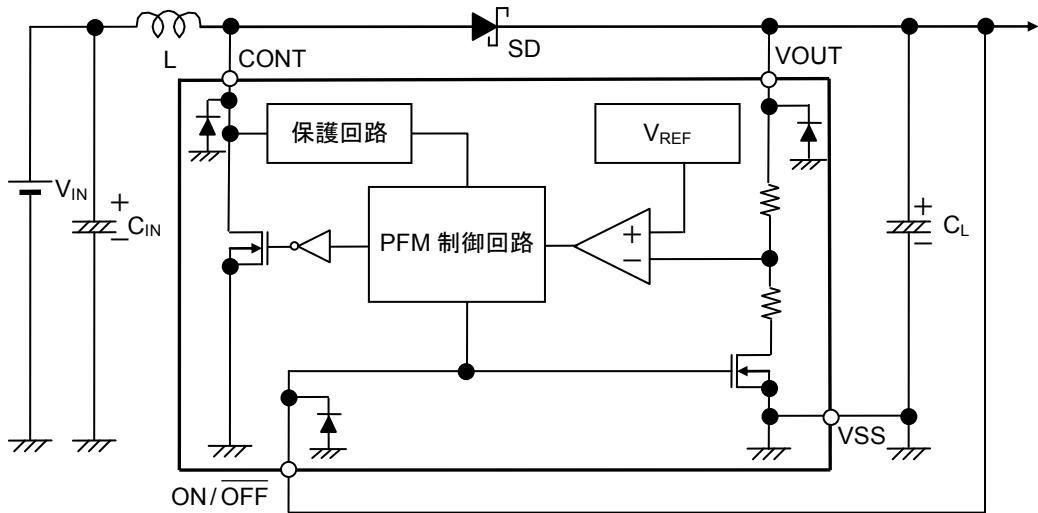 L
CONT
SD
VOUT
保護回路
VREF
VIN
+
−
CIN
PFM 制御回路
+
−
+
−
CL
VSS
ON/OFF